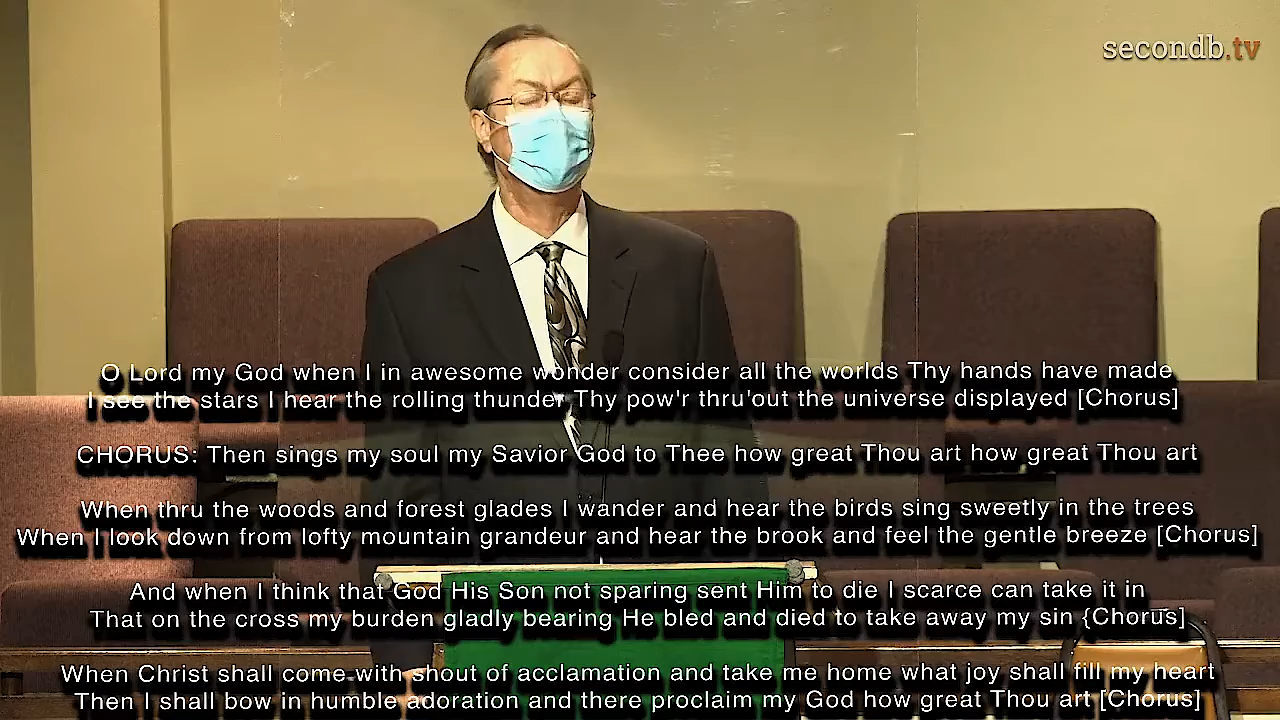 secondb.tv
O Lord my God when I in awesome wonder consider all the worlds Thy hands have made
I see the stars I hear the rolling thunder Thy pow'r thru'out the universe displayed [Chorus]
CHORUS: Then sings my soul my Savior God to Thee how great Thou art how great Thou art
When thru the woods and forest glades I wander and hear the birds sing sweetly in the trees
When I look down from lofty mountain grandeur and hear the brook and feel the gentle breeze [Chorus]
And when I think that God His Son not sparing sent Him to die I scarce can take it in
That on the cross my burden gladly bearing He bled and died to take away my sin {Chorus]
When Christ shall come with shout of acclamation and take me home what joy shall fill my heart
Then I shall bow in humble adoration and there proclaim my God how great Thou art [Chorus]